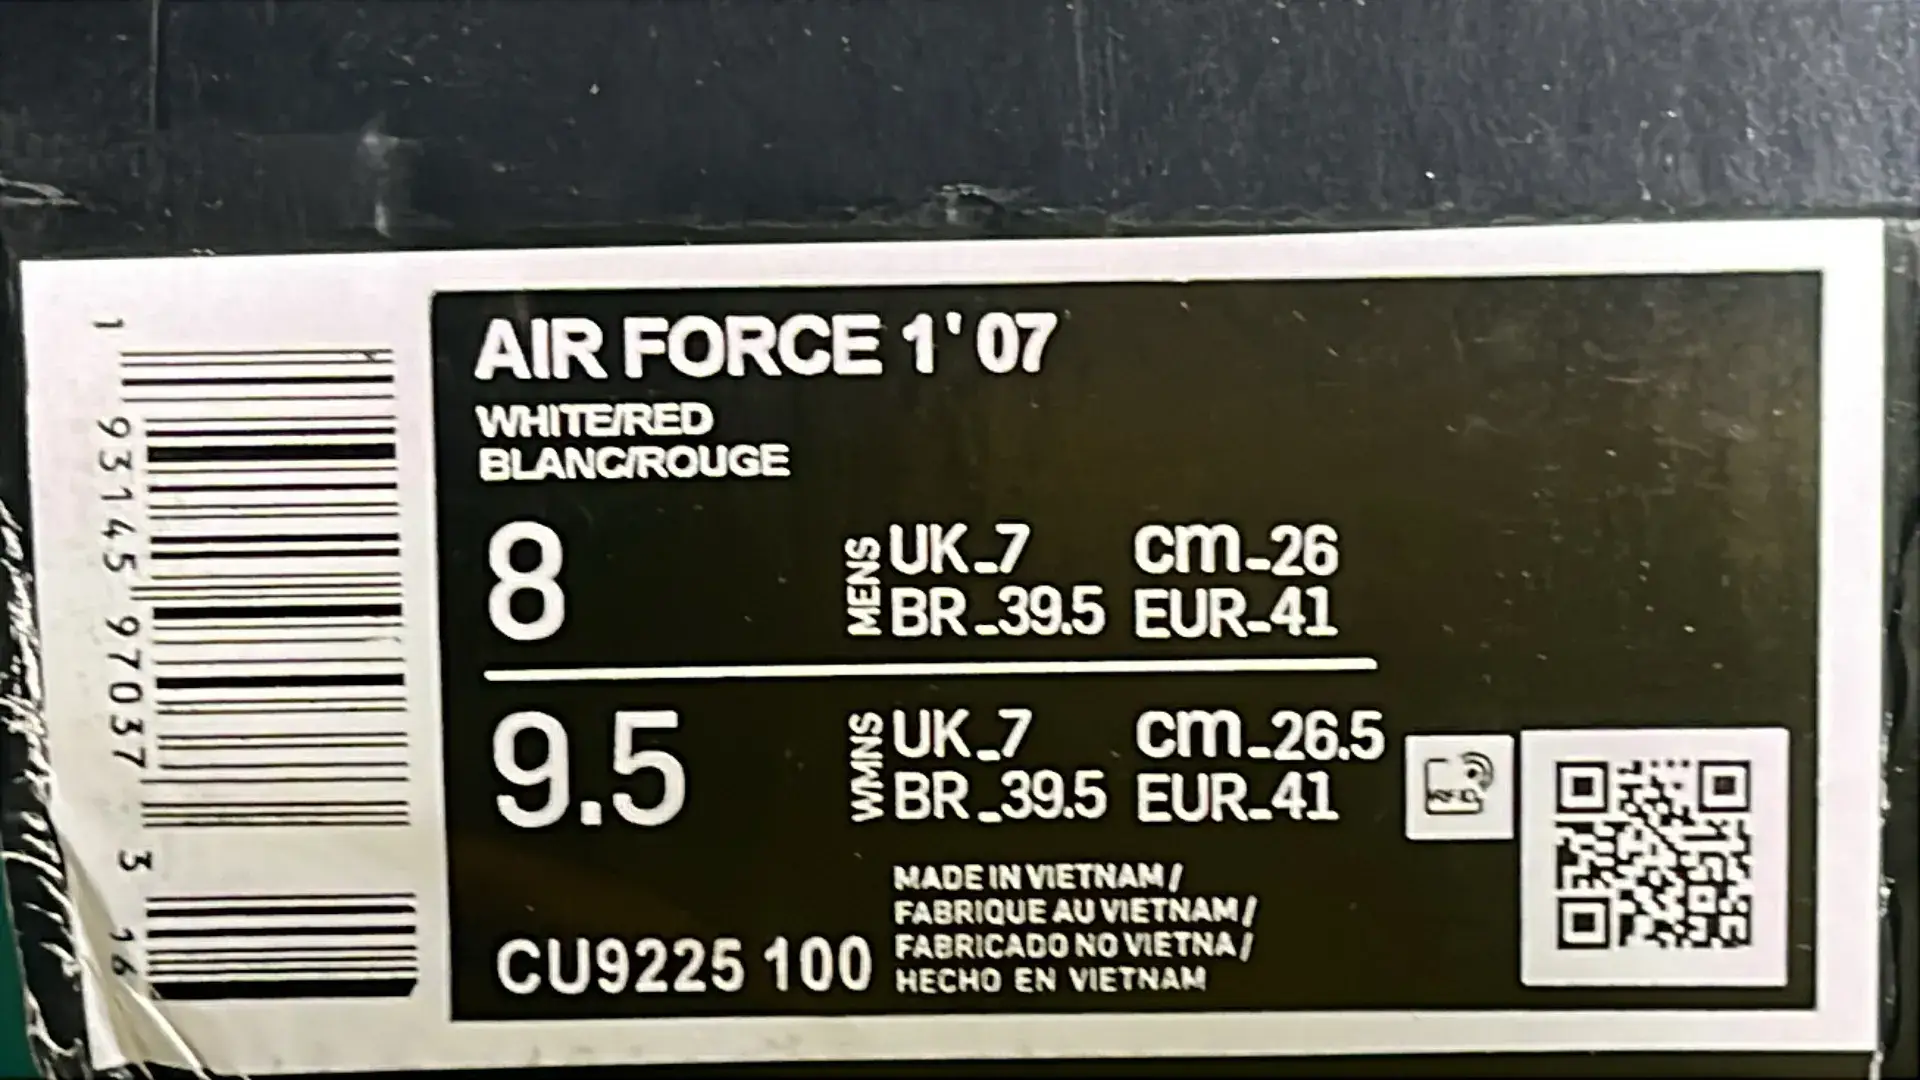 AIR FORCE 1 ' 07
WHITE/RED
BLANC/ROUGE
8
MENS
UK_7 cm_26
BR_39.5 EUR_41
9.5
WMNS
UK_7 cm_26.5
BR_39.5 EUR_41
RFID
MADE IN VIETNAM /
FABRIQUE AU VIETNAM /
FABRICADO NO VIETNA /
HECHO EN VIETNAM
CU9225 100
1 93145 97037 3 16